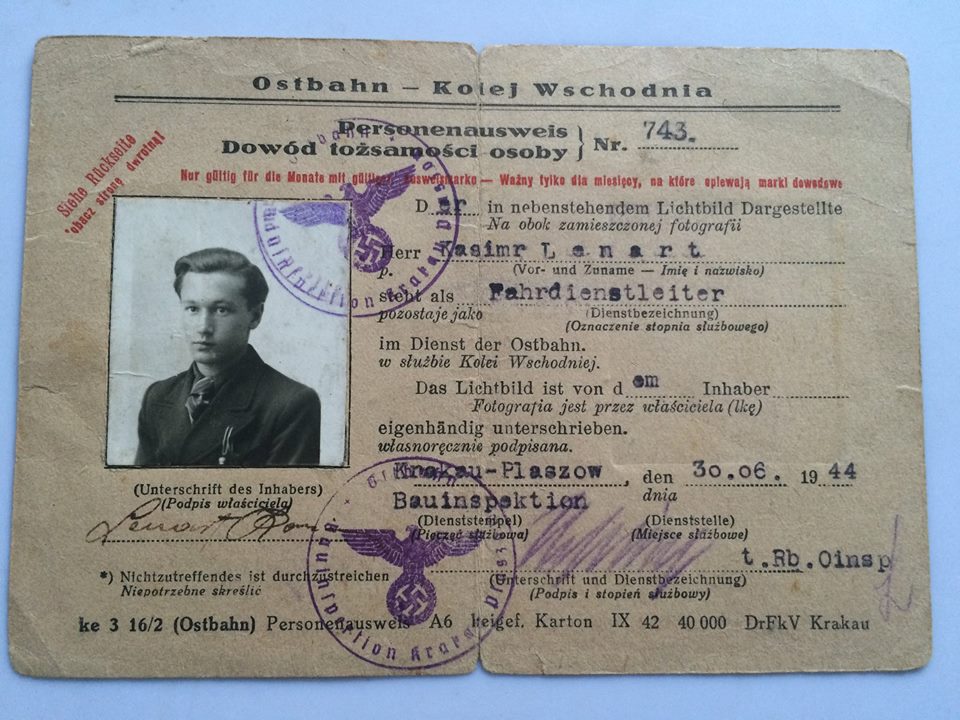 Ostbahn – Kolej Wschodnia
Personenausweis
Dowód tożsamości osoby } Nr. 743.
Siehe Rückseite
Zobacz stronę dwrotną!
Nur gültig für die Monate mit gültiger Ausweismarke — Ważny tylko dla miesięcy, na które opiewają marki dowodowe
D er in nebenstehendem Lichtbild Dargestellte
Na obok zamieszczonej fotografii
Herr Kasimr Lenart
p. (Vor- und Zuname — Imię i nazwisko)
steht als Fahrdienstleiter
pozostaje jako (Dienstbezeichnung)
(Oznaczenie stopnia służbowego)
im Dienst der Ostbahn.
w służbie Kolei Wschodniej.
Das Lichtbild ist von d em Inhaber
Fotografia jest przez właściciela (lkę)
eigenhändig unterschrieben.
własnoręcznie podpisana.
Krakau-Plaszow, den 30.06. 1944
dnia
Bauinspektion
(Unterschrift des Inhabers)
(Podpis właściciela)
Lenart
(Dienststempel) (Dienststelle)
(Pieczęć służbowa) (Miejsce służbowe)
t.Rb.Oinsp
*) Nichtzutreffendes ist durchzustreichen
Niepotrzebne skreślić
(Unterschrift und Dienstbezeichnung)
(Podpis i stopień służbowy)
ke 3 16/2 (Ostbahn) Personenausweis A6 beigef. Karton IX 42 40 000 DrFkV Krakau